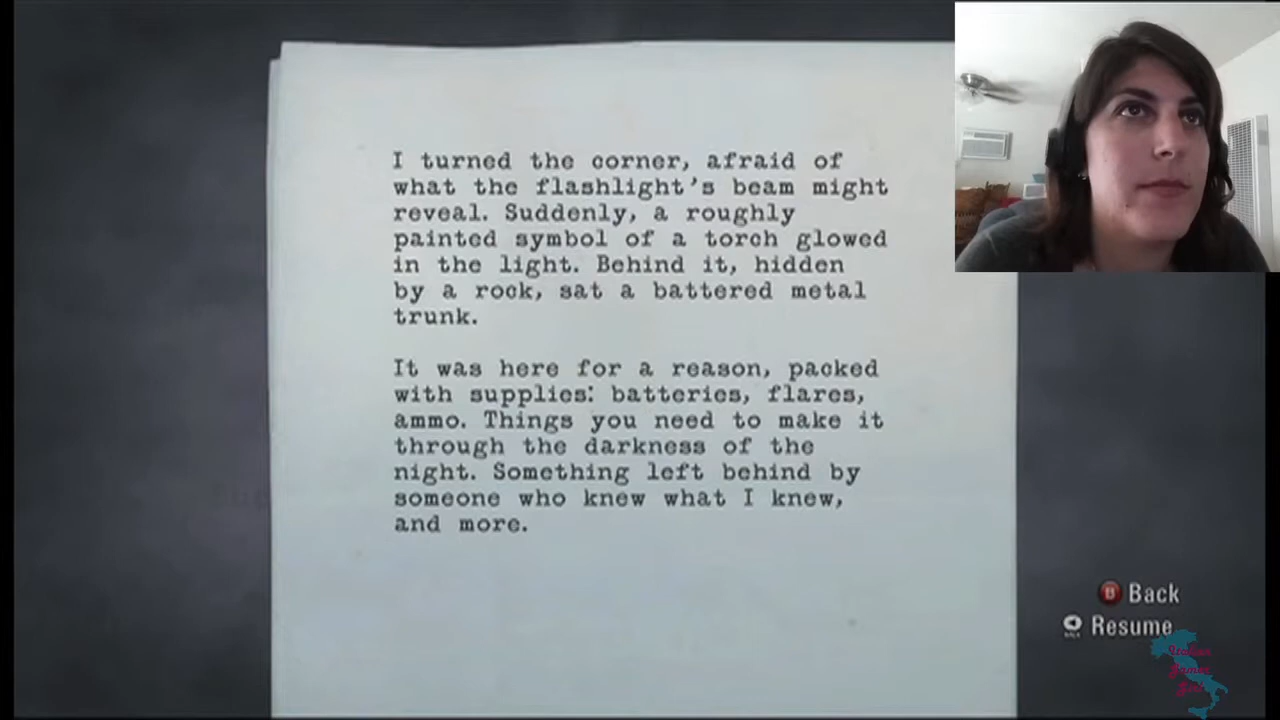 I turned the corner, afraid of
what the flashlight's beam might
reveal. Suddenly, a roughly
painted symbol of a torch glowed
in the light. Behind it, hidden
by a rock, sat a battered metal
trunk.
It was here for a reason, packed
with supplies: batteries, flares,
ammo. Things you need to make it
through the darkness of the
night. Something left behind by
someone who knew what I knew,
and more.
B Back
Resume
Italian
Gamer
Girl